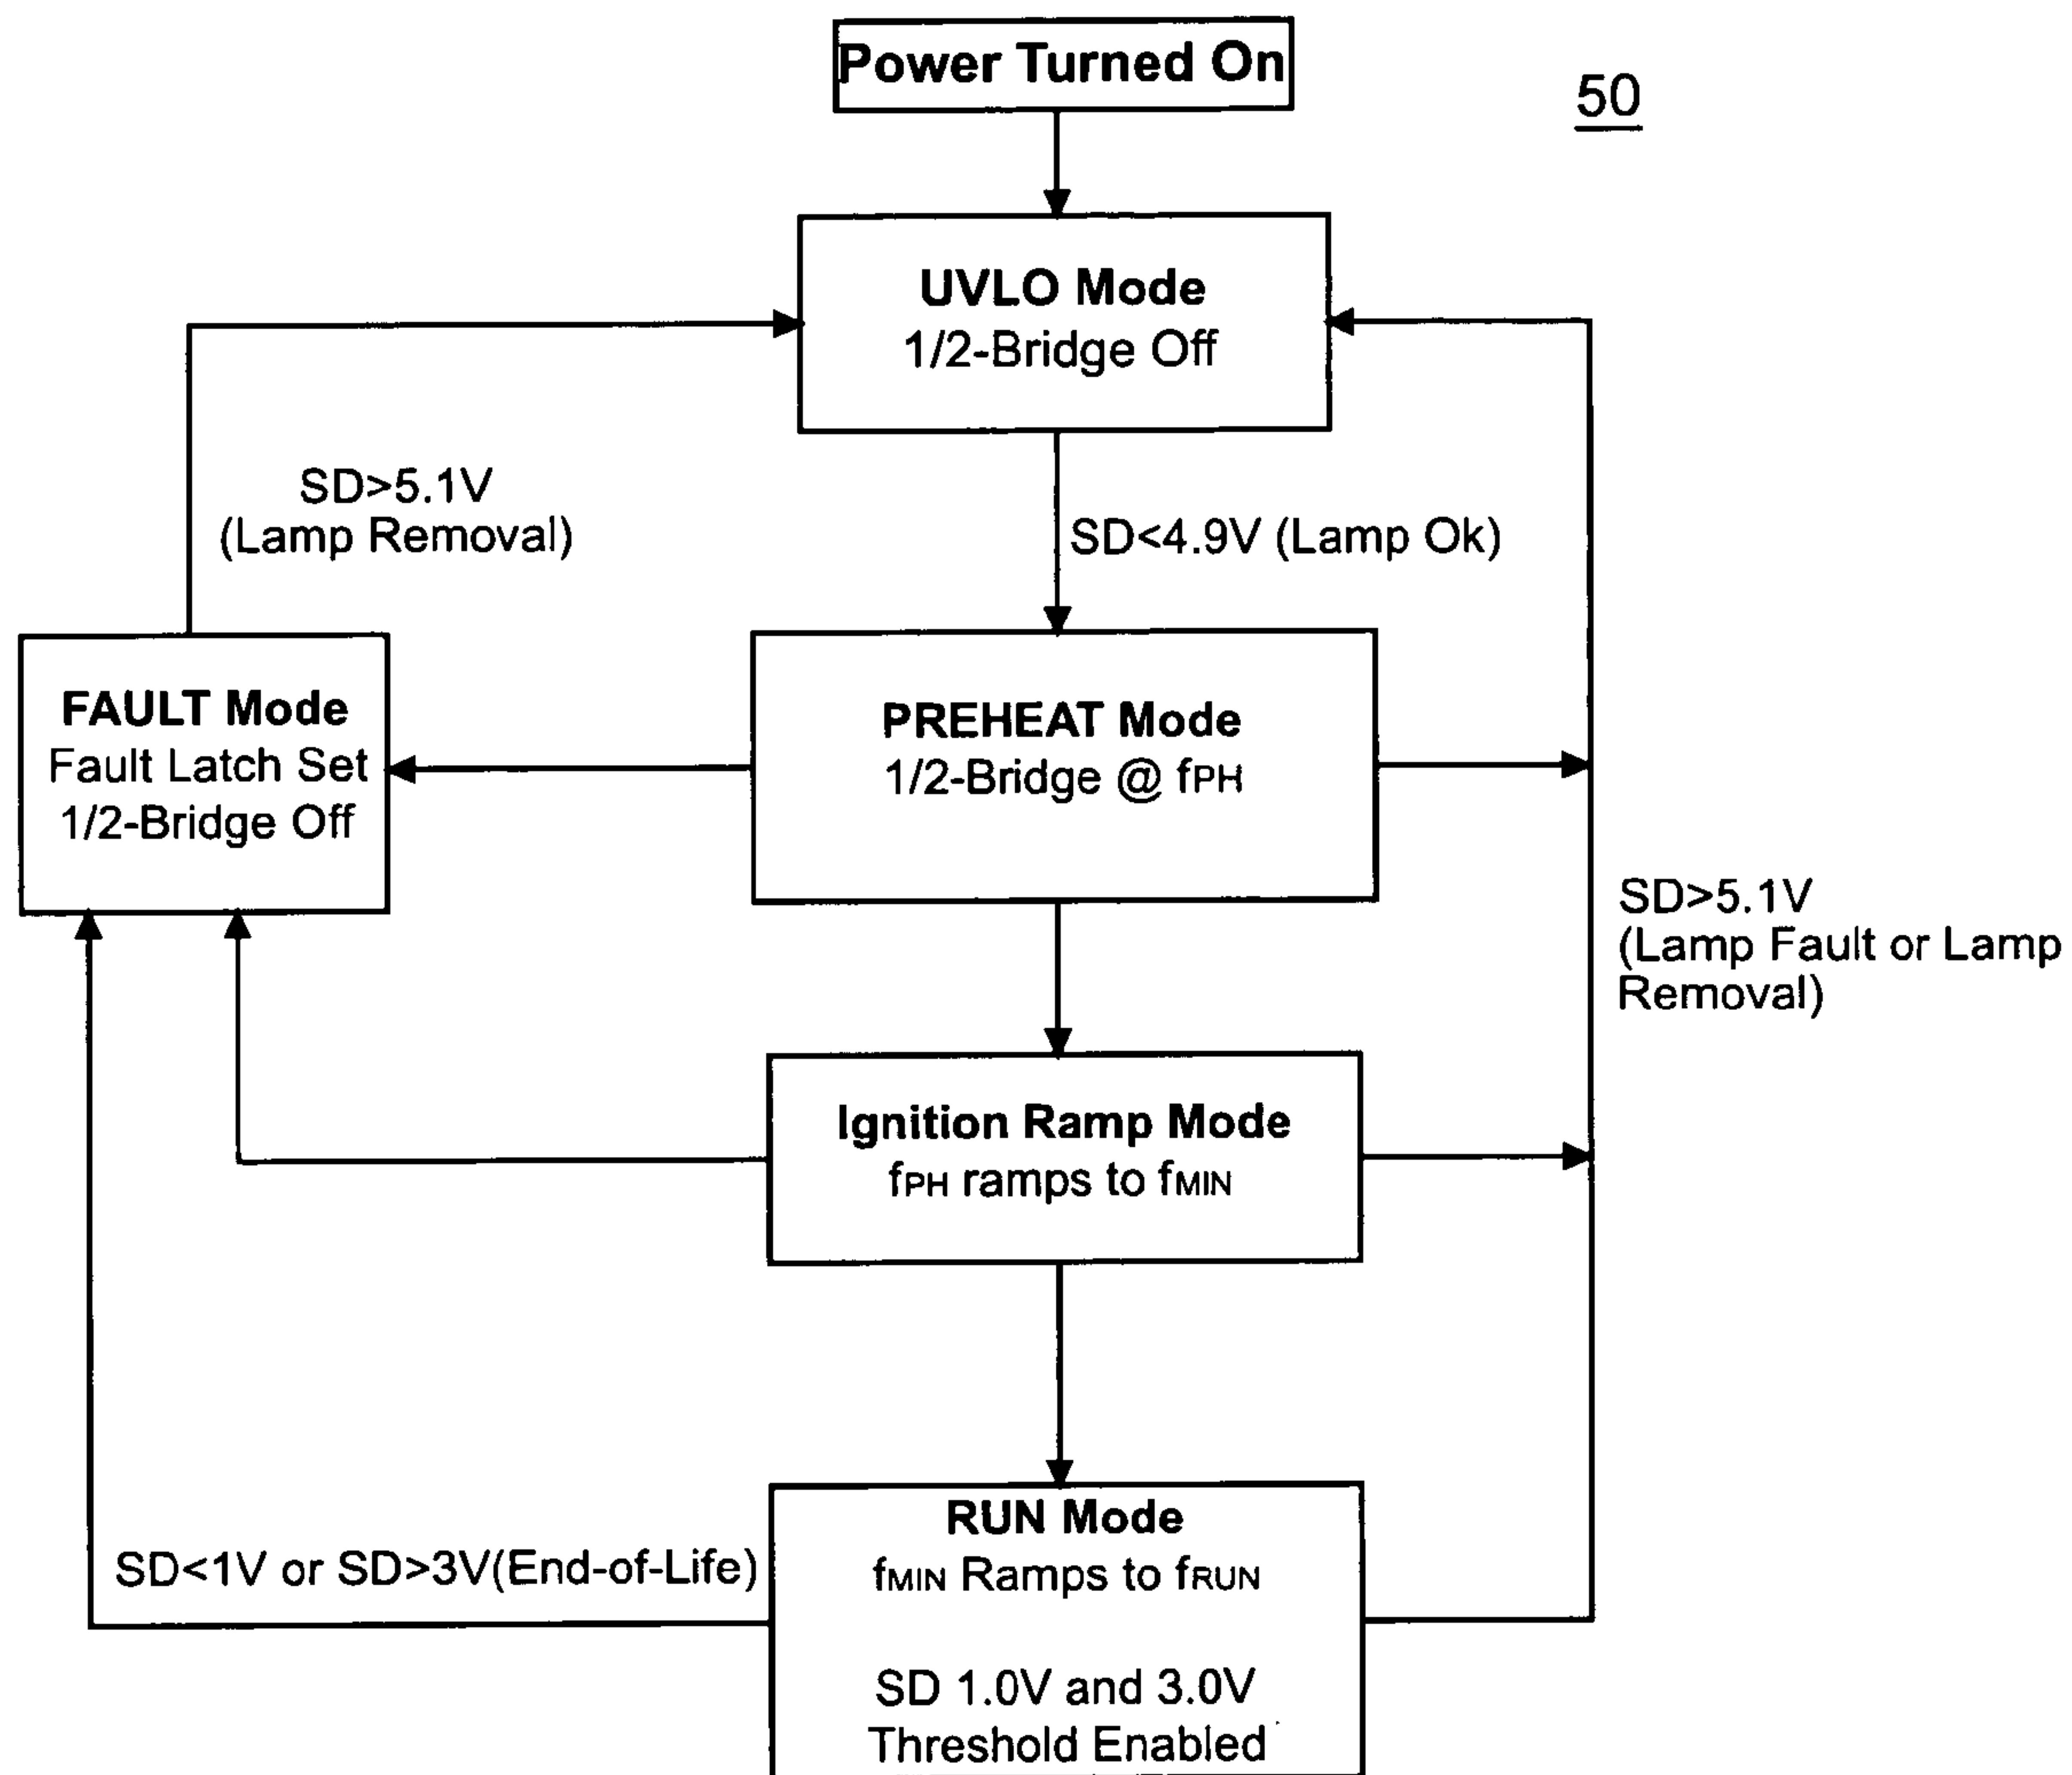 Power Turned On
50
UVLO Mode
1/2-Bridge Off
SD>5.1V
(Lamp Removal)
SD<4.9V (Lamp Ok)
FAULT Mode
Fault Latch Set
1/2-Bridge Off
PREHEAT Mode
1/2-Bridge @ fPH
SD>5.1V
(Lamp Fault or Lamp
Removal)
Ignition Ramp Mode
fPH ramps to fMIN
SD<1V or SD>3V(End-of-Life)
RUN Mode
fMIN Ramps to fRUN
SD 1.0V and 3.0V
Threshold Enabled